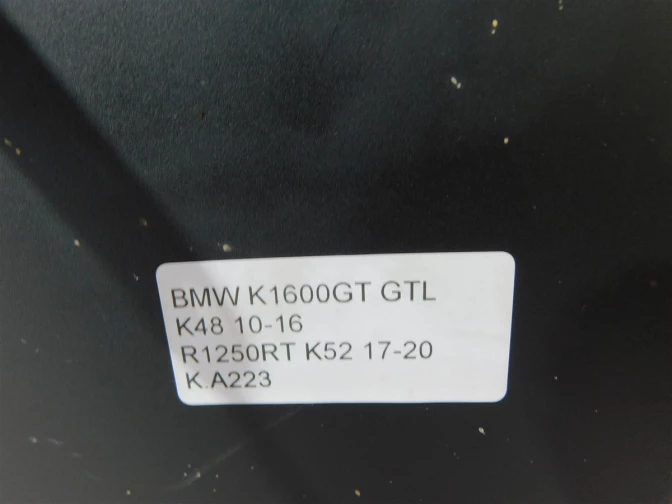 BMW K1600GT GTL
K48 10-16
R1250RT K52 17-20
K.A223